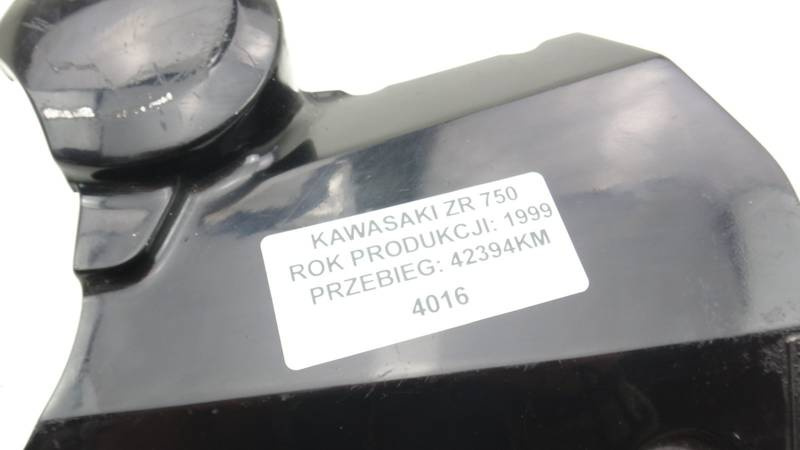 KAWASAKI ZR 750
ROK PRODUKCJI: 1999
PRZEBIEG: 42394KM
4016